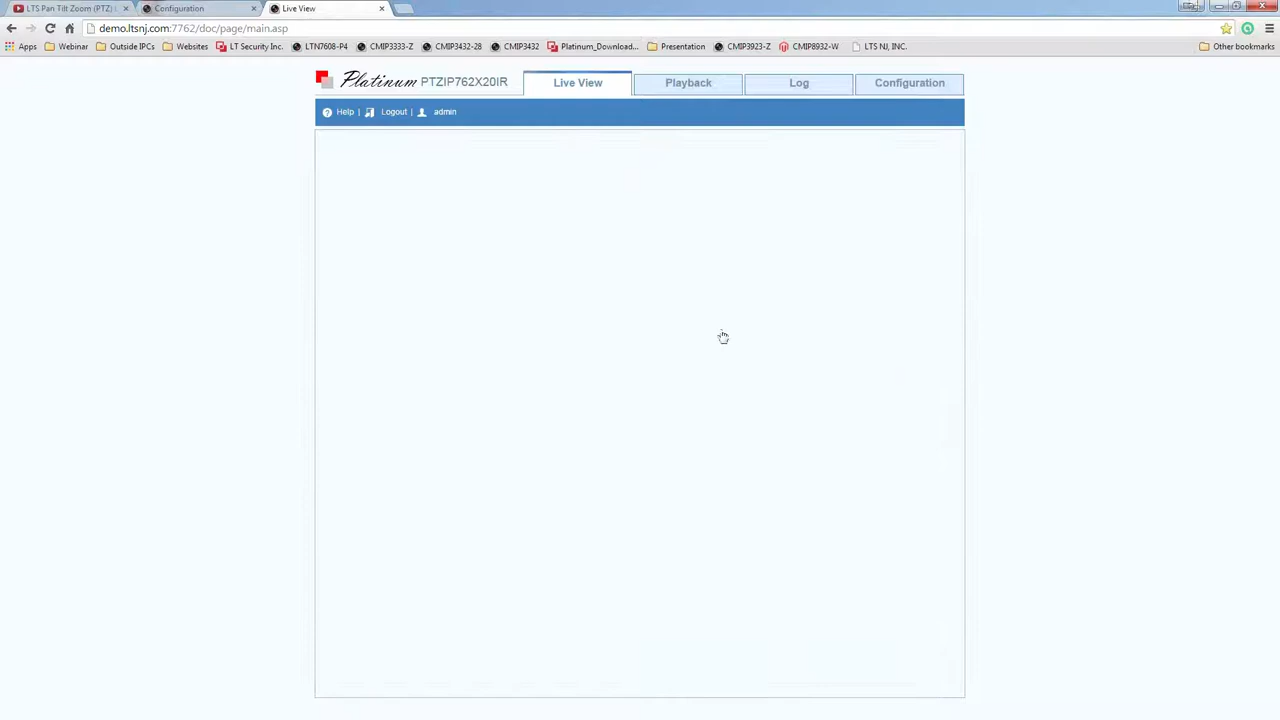 LTS Pan Tilt Zoom (PTZ) I
Configuration
Live View
demo.ltsnj.com:7762/doc/page/main.asp
Apps Webinar Outside IPCs Websites LT Security Inc. LTN7608-P4 CMIP3333-Z CMIP3432-28 CMIP3432 Platinum_Download... Presentation CMIP3923-Z CMIP8932-W LTS NJ, INC. Other bookmarks
Platinum PTZIP762X20IR Live View Playback Log Configuration
Help | Logout | admin